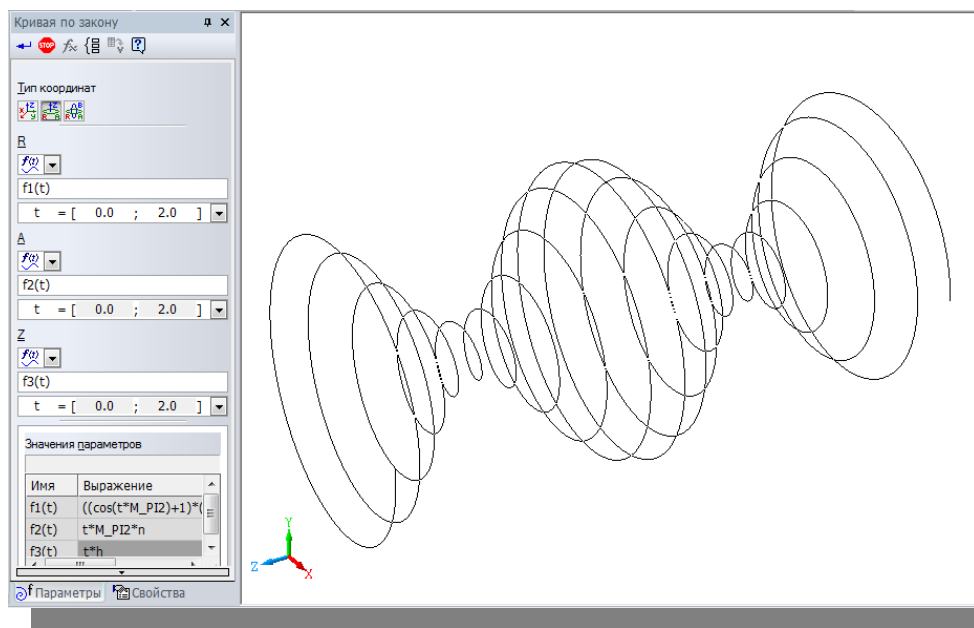 Кривая по закону
STOP
Тип координат
R
f(t)
f1(t)
t = [ 0.0 ; 2.0 ]
A
f(t)
f2(t)
t = [ 0.0 ; 2.0 ]
Z
f(t)
f3(t)
t = [ 0.0 ; 2.0 ]
Значения параметров
Имя Выражение
f1(t) ((cos(t*M_PI2)+1)*(
f2(t) t*M_PI2*n
f3(t) t*h
Параметры Свойства
Y
Z
X